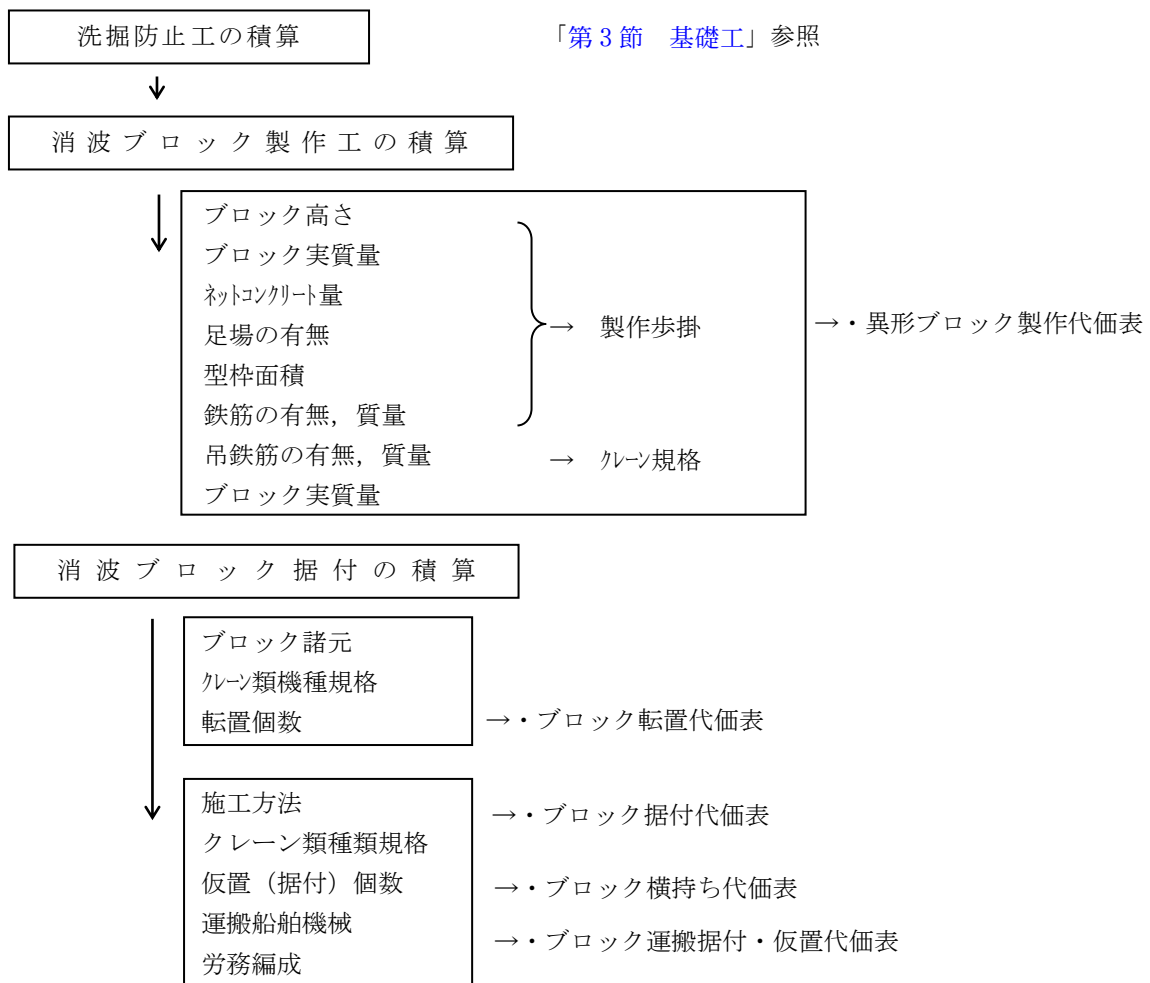 洗掘防止工の積算 「第3節 基礎工」参照
↓
消波ブロック製作工の積算
ブロック高さ
ブロック実質量
ネットコンクリート量
足場の有無 → 製作歩掛 →・異形ブロック製作代価表
型枠面積
鉄筋の有無，質量
吊鉄筋の有無，質量 → クレーン規格
ブロック実質量
消波ブロック据付の積算
ブロック諸元
クレーン類機種規格
転置個数 →・ブロック転置代価表
施工方法 →・ブロック据付代価表
クレーン類種類規格
仮置（据付）個数 →・ブロック横持ち代価表
運搬船舶機械 →・ブロック運搬据付・仮置代価表
労務編成